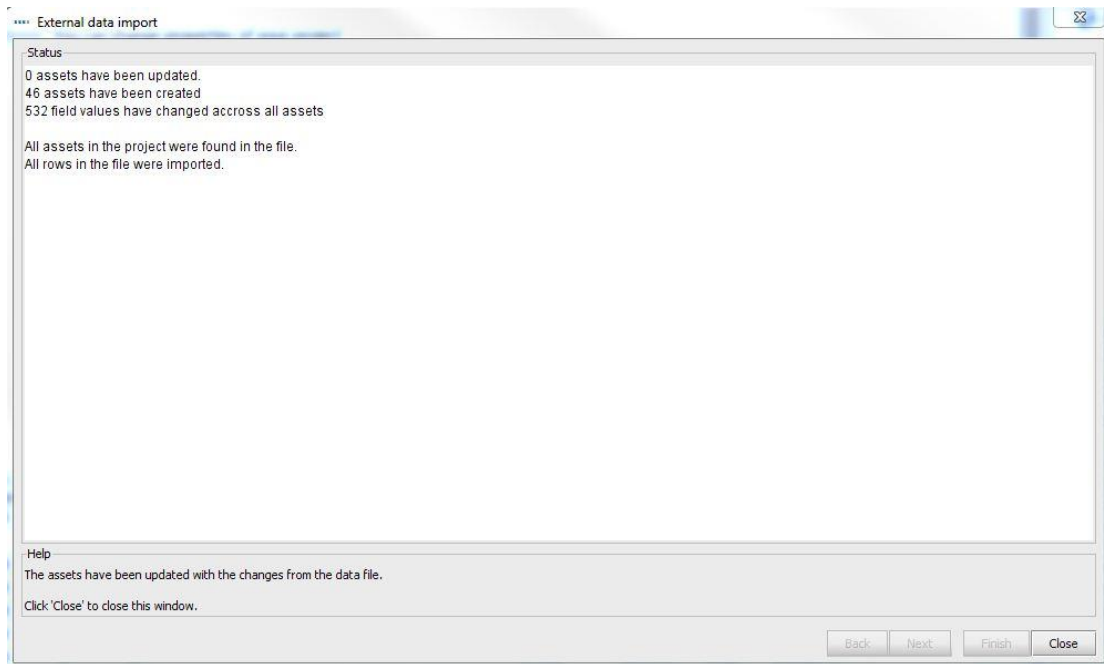 External data import
Status
0 assets have been updated.
46 assets have been created
532 field values have changed accross all assets
All assets in the project were found in the file.
All rows in the file were imported.
Help
The assets have been updated with the changes from the data file.
Click 'Close' to close this window.
Back Next Finish Close